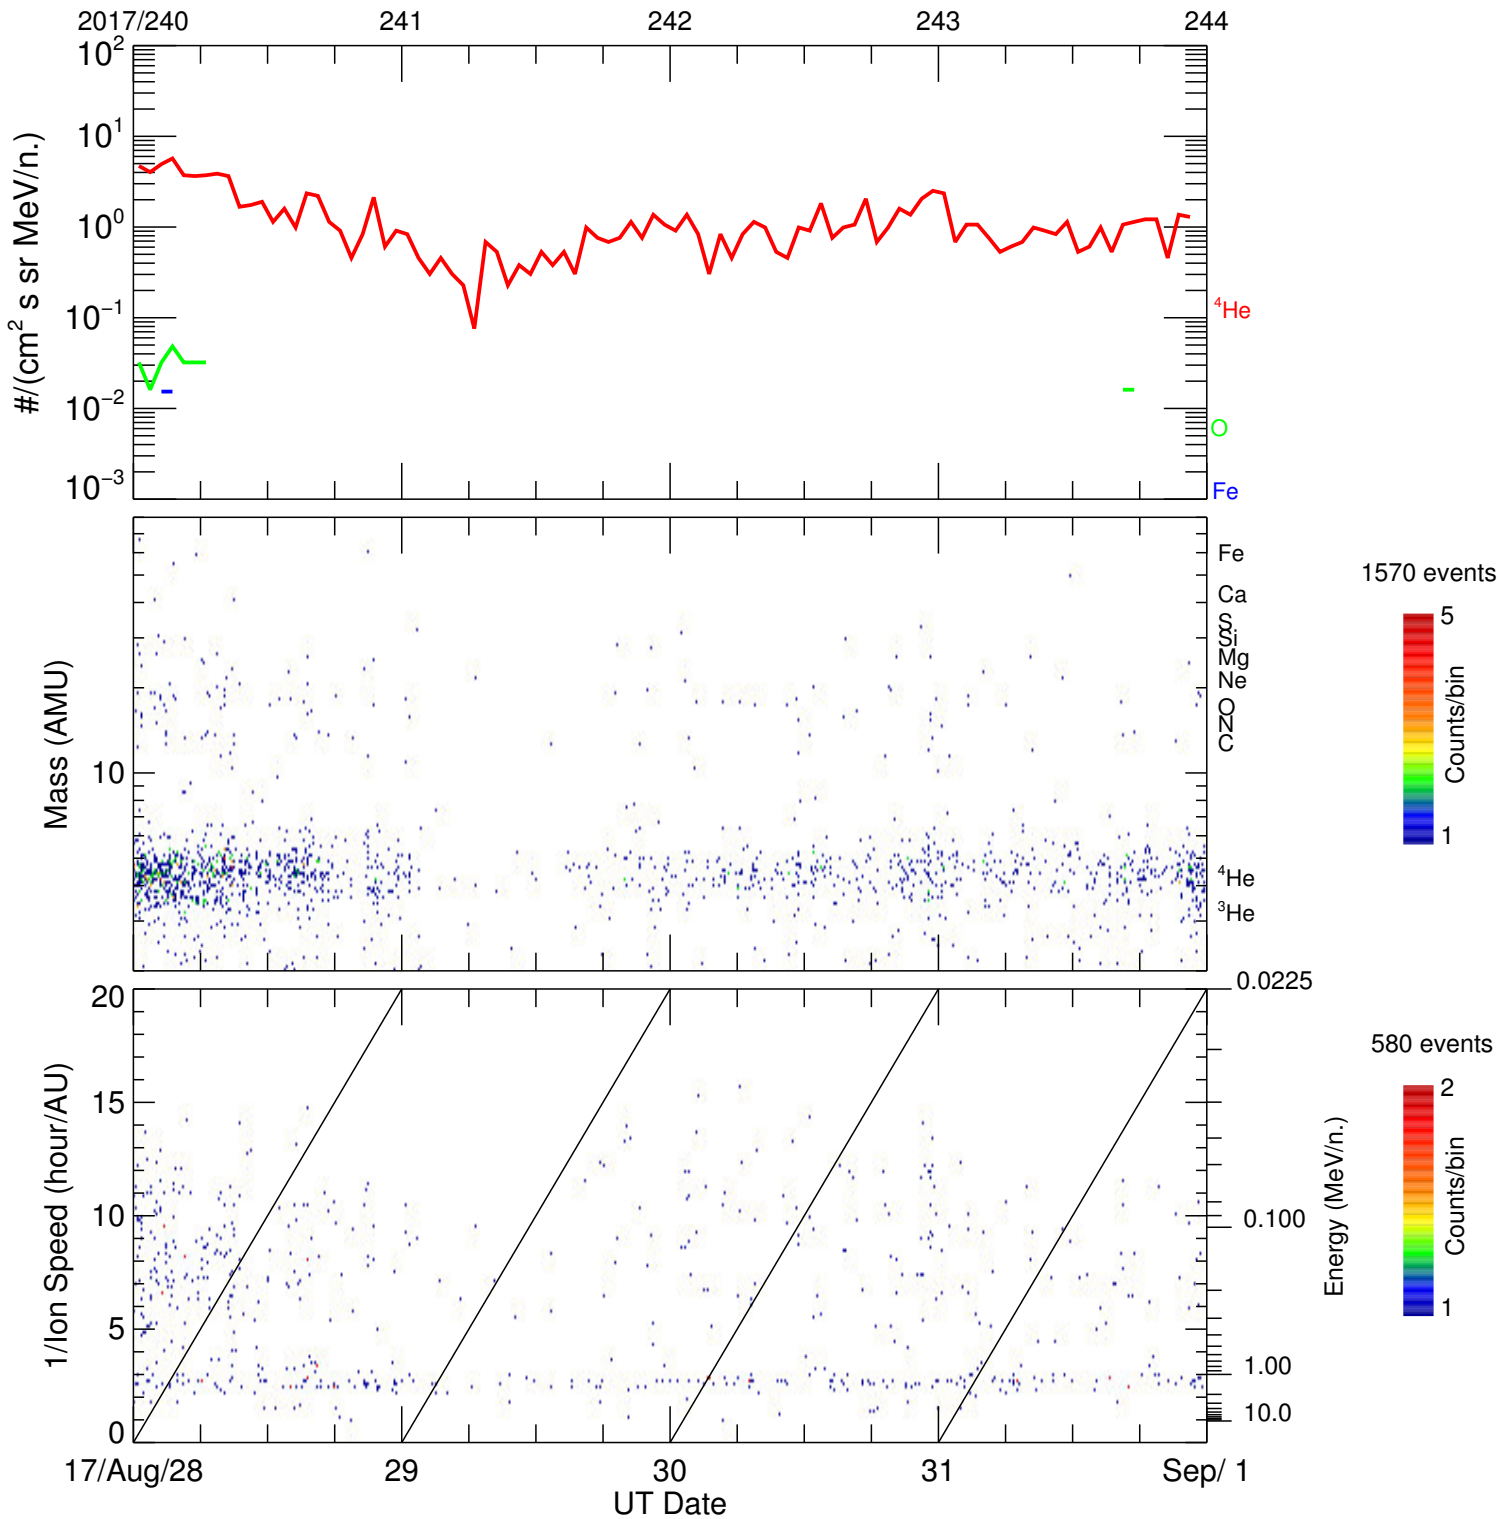 2017/240 241 242 243 244
10²
10¹
10⁰
10⁻¹
10⁻²
10⁻³
#/(cm² s sr MeV/n.)
⁴He
O
Fe
Mass (AMU)
10
Fe
Ca
S
Si
Mg
Ne
O
N
C
⁴He
³He
1570 events
5
Counts/bin
1
1/Ion Speed (hour/AU)
20
15
10
5
0
0.0225
0.100
1.00
10.0
Energy (MeV/n.)
580 events
2
Counts/bin
1
17/Aug/28 29 30 31 Sep/ 1
UT Date